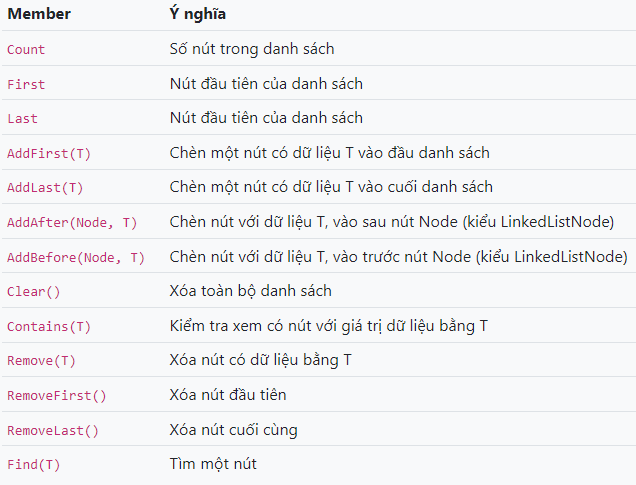 Member Ý nghĩa
Count Số nút trong danh sách
First Nút đầu tiên của danh sách
Last Nút đầu tiên của danh sách
AddFirst(T) Chèn một nút có dữ liệu T vào đầu danh sách
AddLast(T) Chèn một nút có dữ liệu T vào cuối danh sách
AddAfter(Node, T) Chèn nút với dữ liệu T, vào sau nút Node (kiểu LinkedListNode)
AddBefore(Node, T) Chèn nút với dữ liệu T, vào trước nút Node (kiểu LinkedListNode)
Clear() Xóa toàn bộ danh sách
Contains(T) Kiểm tra xem có nút với giá trị dữ liệu bằng T
Remove(T) Xóa nút có dữ liệu bằng T
RemoveFirst() Xóa nút đầu tiên
RemoveLast() Xóa nút cuối cùng
Find(T) Tìm một nút